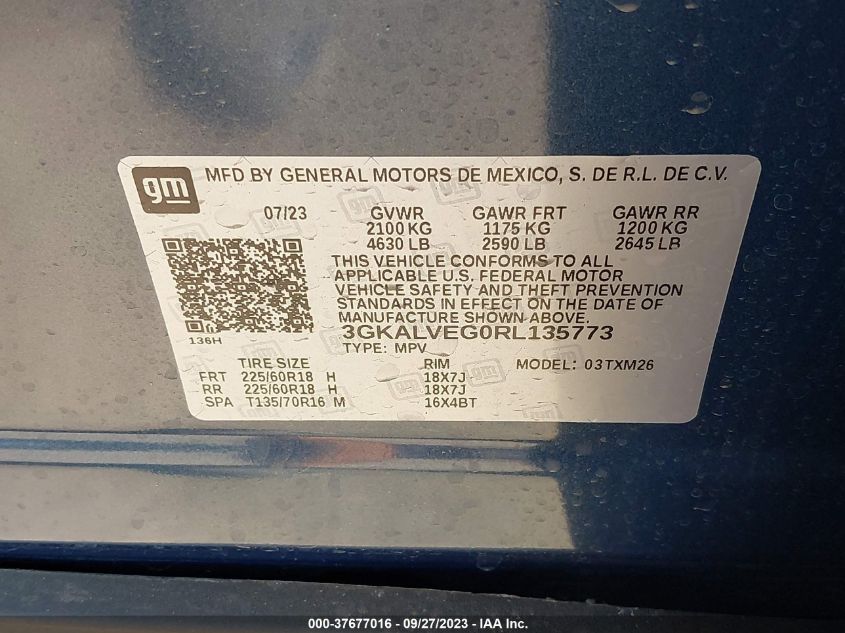 gm MFD BY GENERAL MOTORS DE MEXICO, S. DE R.L. DE C.V.
07/23 GVWR GAWR FRT GAWR RR
2100 KG 1175 KG 1200 KG
4630 LB 2590 LB 2645 LB
THIS VEHICLE CONFORMS TO ALL
APPLICABLE U.S. FEDERAL MOTOR
VEHICLE SAFETY AND THEFT PREVENTION
STANDARDS IN EFFECT ON THE DATE OF
MANUFACTURE SHOWN ABOVE.
136H 3GKALVEG0RL135773
TYPE: MPV MODEL: 03TXM26
TIRE SIZE RIM
FRT 225/60R18 H 18X7J
RR 225/60R18 H 18X7J
SPA T135/70R16 M 16X4BT
000-37677016 - 09/27/2023 - IAA Inc.